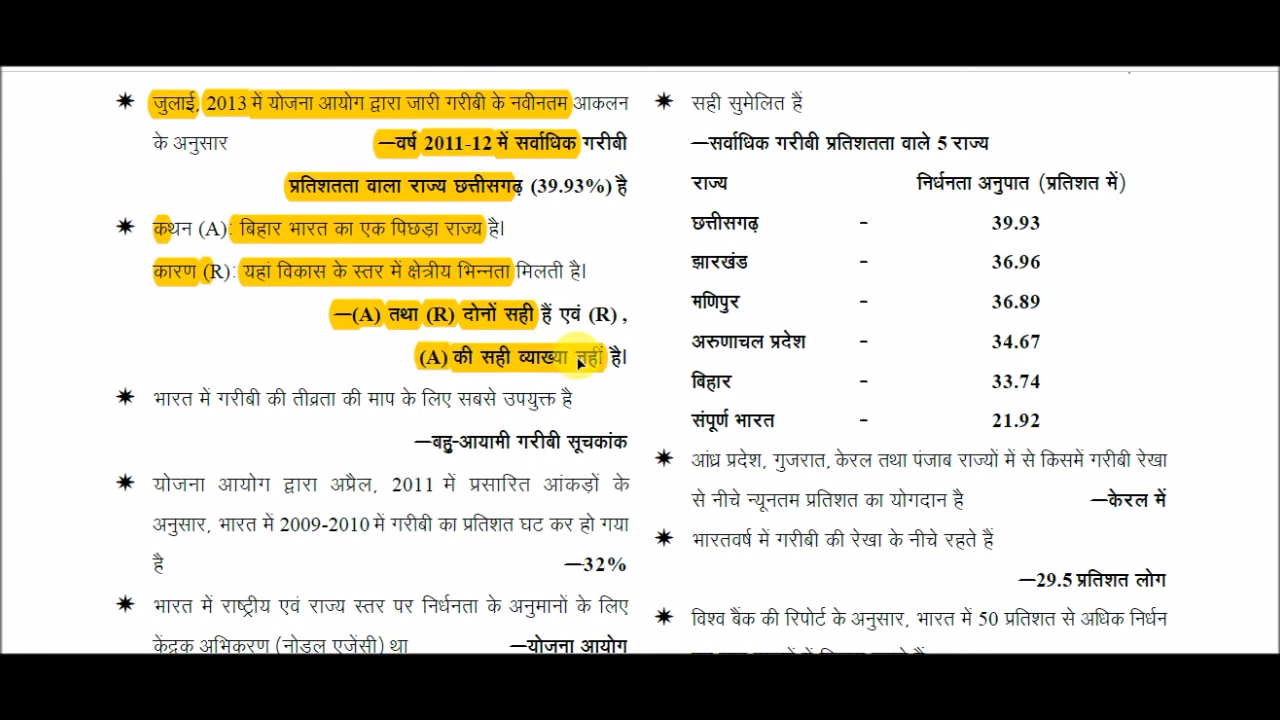 ✷ जुलाई, 2013 में योजना आयोग द्वारा जारी गरीबी के नवीनतम आकलन
के अनुसार —वर्ष 2011-12 में सर्वाधिक गरीबी
प्रतिशतता वाला राज्य छत्तीसगढ़ (39.93%) है
✷ कथन (A): बिहार भारत का एक पिछड़ा राज्य है।
कारण (R): यहां विकास के स्तर में क्षेत्रीय भिन्नता मिलती है।
—(A) तथा (R) दोनों सही हैं एवं (R) ,
(A) की सही व्याख्या नहीं है।
✷ भारत में गरीबी की तीव्रता की माप के लिए सबसे उपयुक्त है
—बहु-आयामी गरीबी सूचकांक
✷ योजना आयोग द्वारा अप्रैल, 2011 में प्रसारित आंकड़ों के
अनुसार, भारत में 2009-2010 में गरीबी का प्रतिशत घट कर हो गया
है —32%
✷ भारत में राष्ट्रीय एवं राज्य स्तर पर निर्धनता के अनुमानों के लिए
केंद्रक अभिकरण (नोडल एजेंसी) था —योजना आयोग
✷ सही सुमेलित हैं
—सर्वाधिक गरीबी प्रतिशतता वाले 5 राज्य
राज्य निर्धनता अनुपात (प्रतिशत में)
छत्तीसगढ़ - 39.93
झारखंड - 36.96
मणिपुर - 36.89
अरुणाचल प्रदेश - 34.67
बिहार - 33.74
संपूर्ण भारत - 21.92
✷ आंध्र प्रदेश, गुजरात, केरल तथा पंजाब राज्यों में से किसमें गरीबी रेखा
से नीचे न्यूनतम प्रतिशत का योगदान है —केरल में
✷ भारतवर्ष में गरीबी की रेखा के नीचे रहते हैं
—29.5 प्रतिशत लोग
✷ विश्व बैंक की रिपोर्ट के अनुसार, भारत में 50 प्रतिशत से अधिक निर्धन